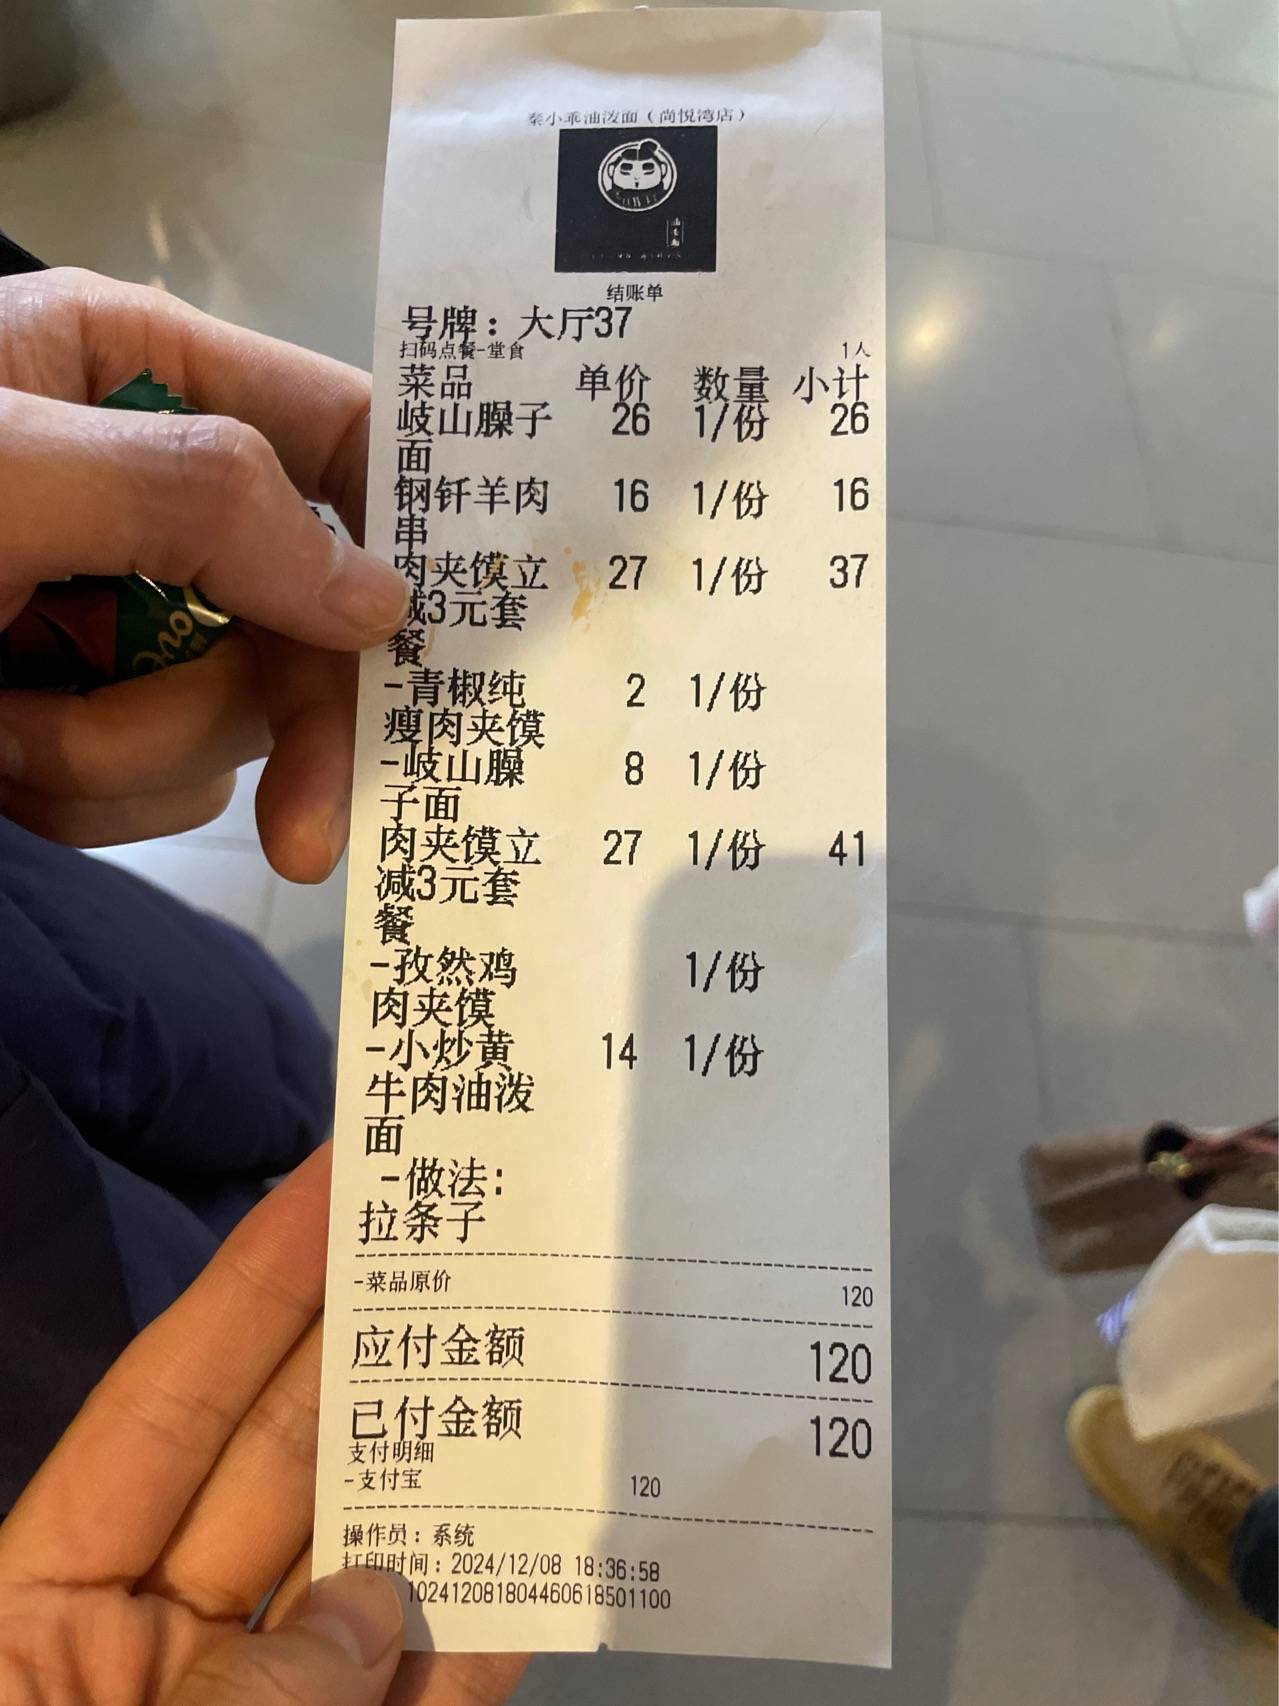 秦小乖油泼面（尚悦湾店）
结账单
号牌：大厅37
扫码点餐-堂食 1人
菜品 单价 数量 小计
岐山臊子 26 1/份 26
面
钢钎羊肉 16 1/份 16
串
肉夹馍立 27 1/份 37
减3元套
餐
-青椒纯 2 1/份
瘦肉夹馍
-岐山臊 8 1/份
子面
肉夹馍立 27 1/份 41
减3元套
餐
-孜然鸡 1/份
肉夹馍
-小炒黄 14 1/份
牛肉油泼
面
-做法:
拉条子
-菜品原价 120
应付金额 120
已付金额 120
支付明细
-支付宝 120
操作员：系统
打印时间：2024/12/08 18:36:58
102412081804460618501100